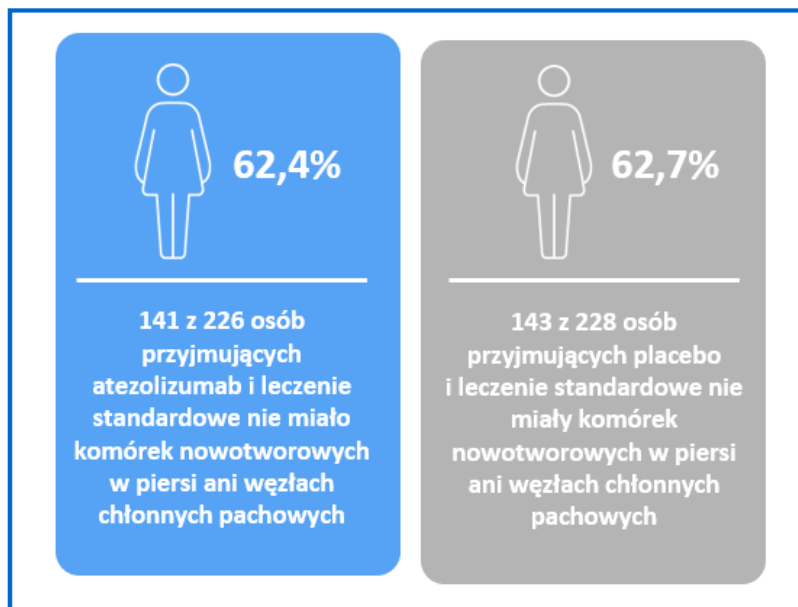 62,4%
141 z 226 osób
przyjmujących
atezolizumab i leczenie
standardowe nie miało
komórek nowotworowych
w piersi ani węzłach
chłonnych pachowych
62,7%
143 z 228 osób
przyjmujących placebo
i leczenie standardowe nie
miały komórek
nowotworowych w piersi
ani węzłach chłonnych
pachowych